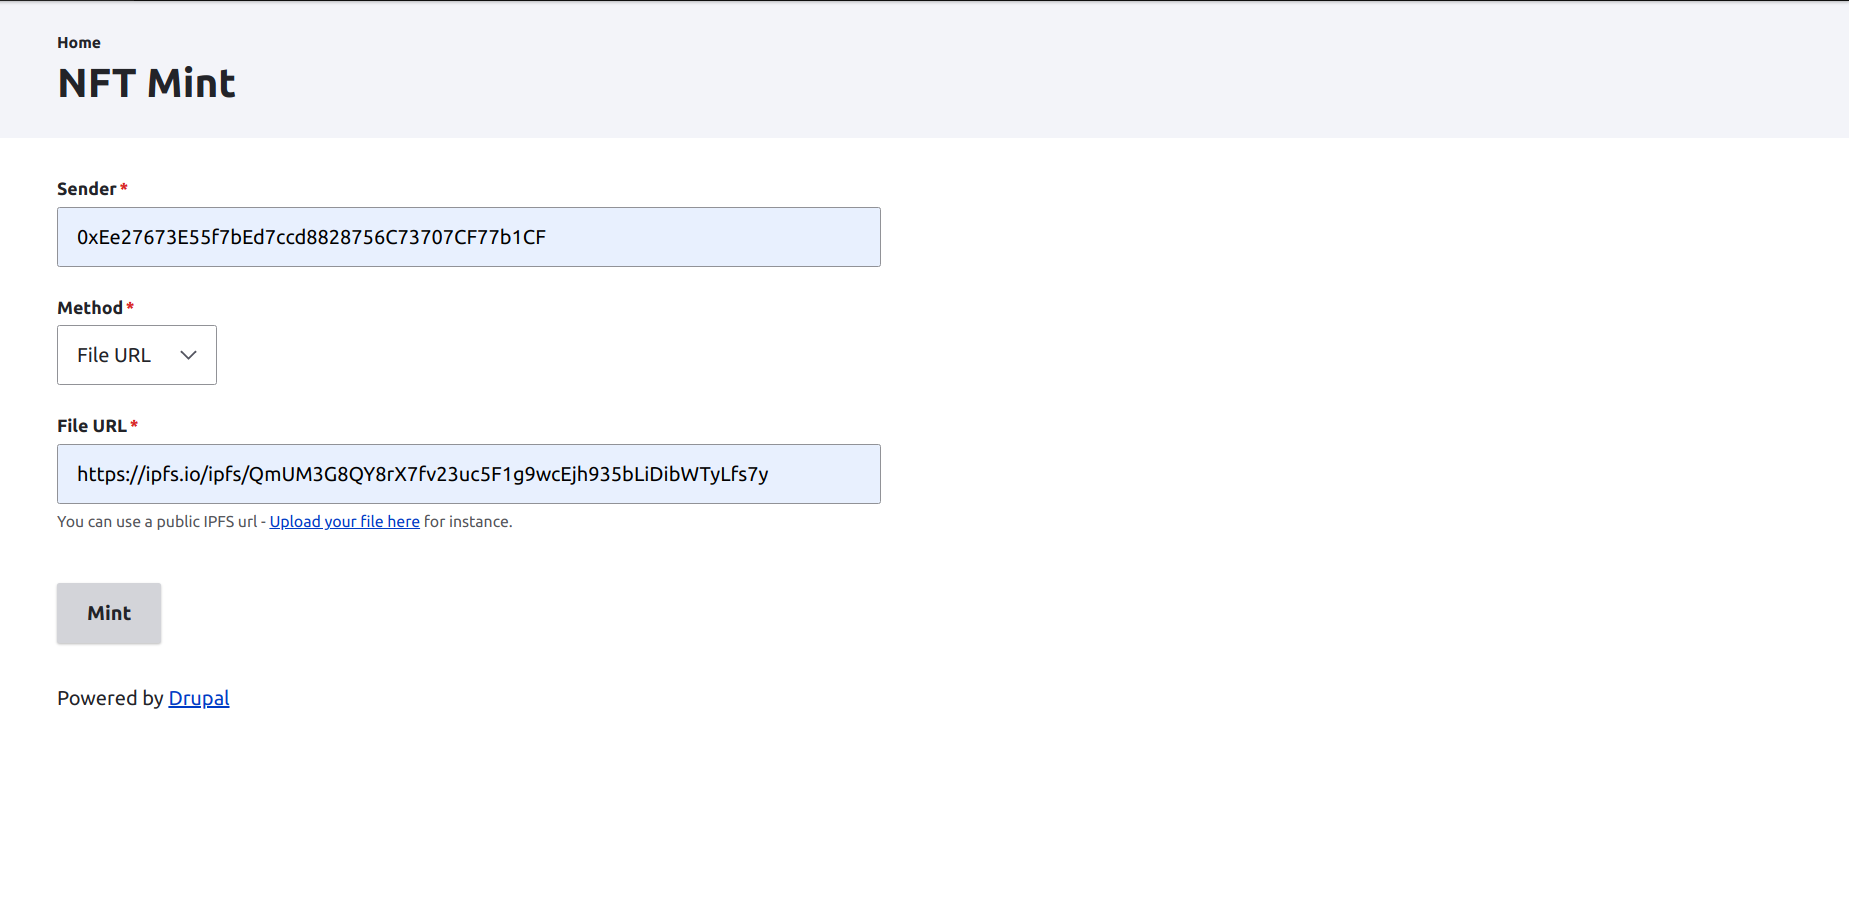 Home
NFT Mint
Sender*
0xEe27673E55f7bEd7ccd8828756C73707CF77b1CF
Method*
File URL
File URL*
https://ipfs.io/ipfs/QmUM3G8QY8rX7fv23uc5F1g9wcEjh935bLiDibWTyLfs7y
You can use a public IPFS url - Upload your file here for instance.
Mint
Powered by Drupal